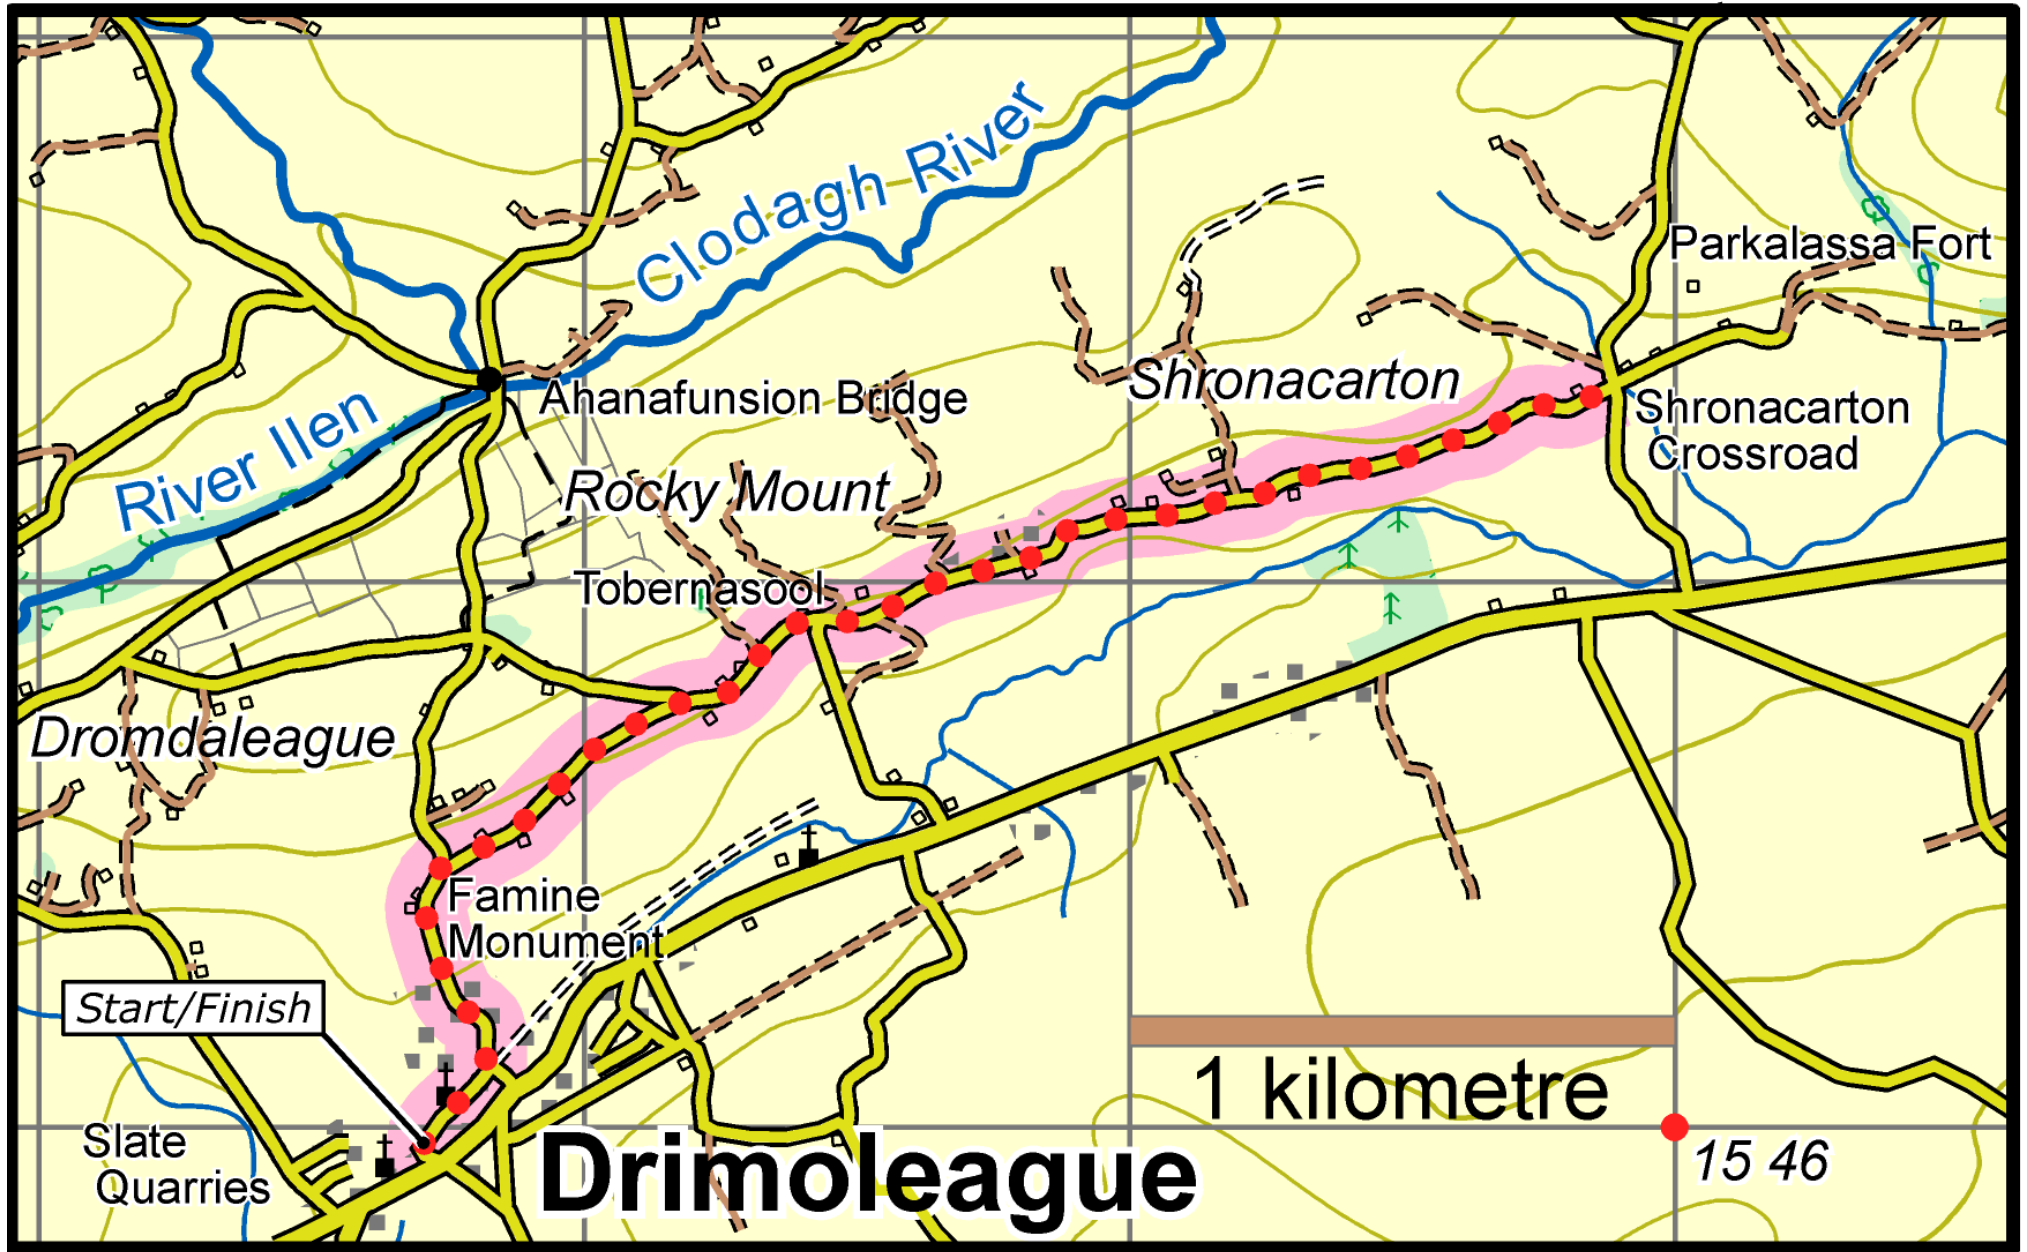 Clodagh River
Parkalassa Fort
River Ilen
Ahanafunsion Bridge
Shronacarton
Shronacarton
Crossroad
Rocky Mount
Tobernasool
Dromdaleague
Famine
Monument
Start/Finish
1 kilometre
Slate
Quarries
Drimoleague
15 46